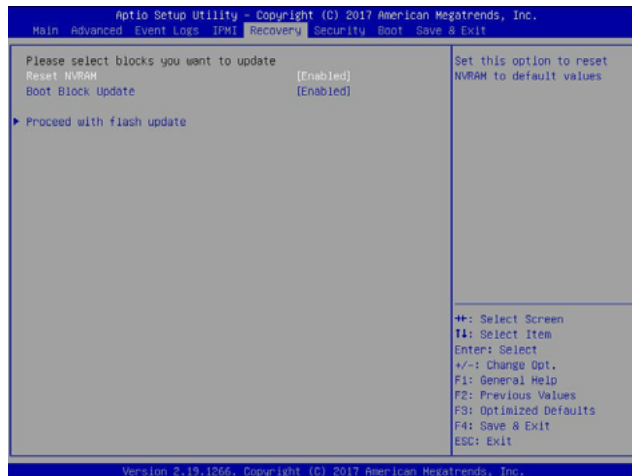 Aptio Setup Utility – Copyright (C) 2017 American Megatrends, Inc.
Main Advanced Event Logs IPMI Recovery Security Boot Save & Exit
Please select blocks you want to update
Reset NVRAM [Enabled]
Boot Block Update [Enabled]
Proceed with flash update
Set this option to reset
NVRAM to default values
: Select Screen
: Select Item
Enter: Select
+/-: Change Opt.
F1: General Help
F2: Previous Values
F3: Optimized Defaults
F4: Save & Exit
ESC: Exit
Version 2.19.1266. Copyright (C) 2017 American Megatrends, Inc.